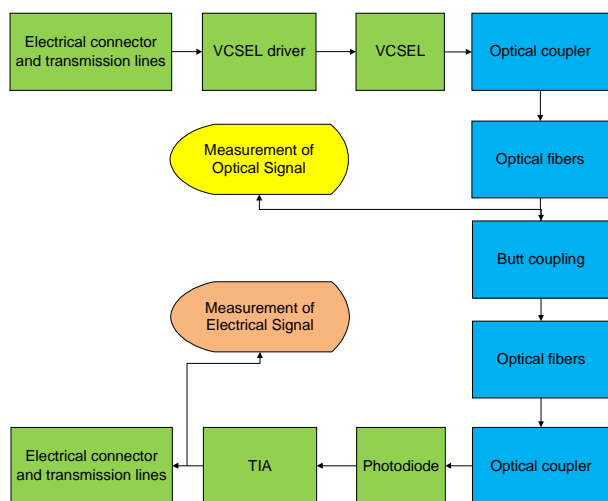 Electrical connector
and transmission lines
VCSEL driver
VCSEL
Optical coupler
Measurement of
Optical Signal
Optical fibers
Butt coupling
Measurement of
Electrical Signal
Optical fibers
Electrical connector
and transmission lines
TIA
Photodiode
Optical coupler